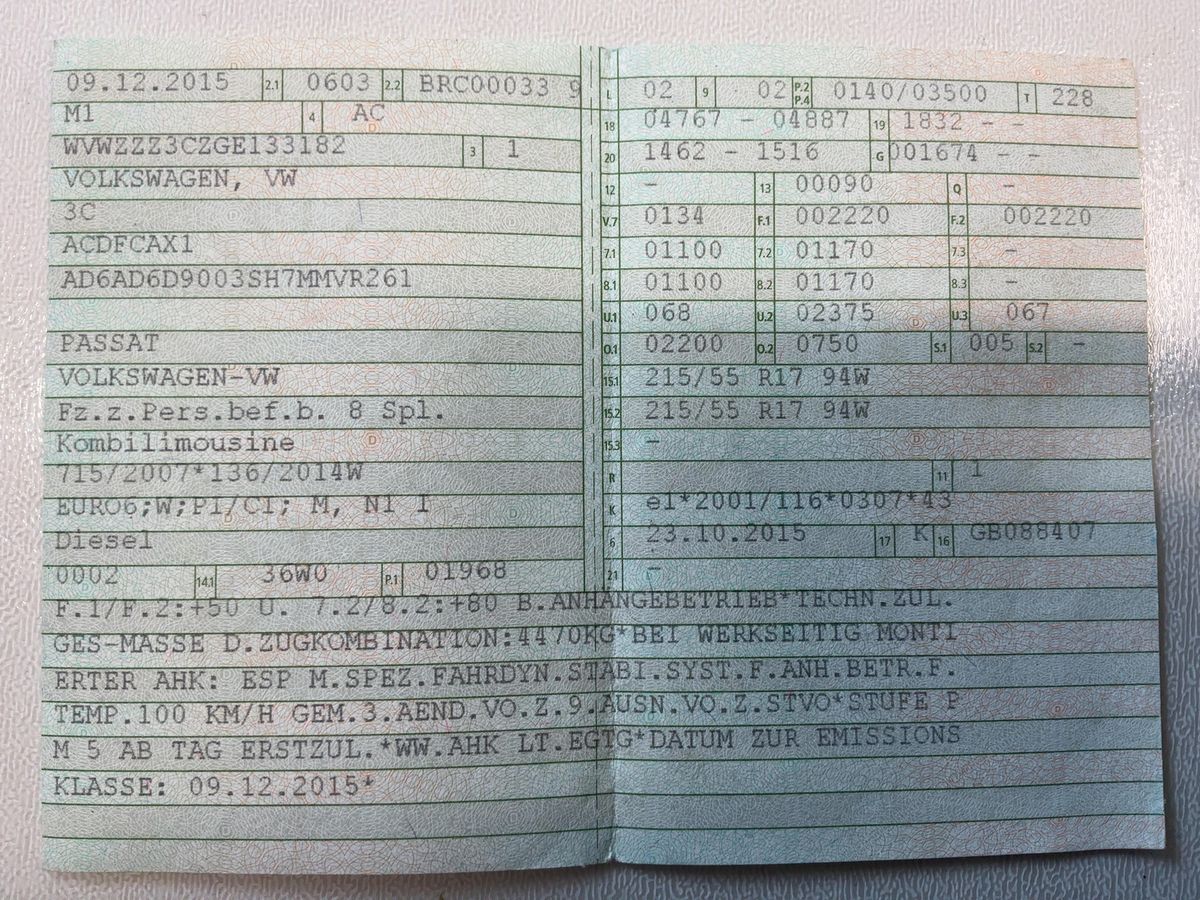 09.12.2015 2.1 0603 2.2 BRC00033 9
M1 4 AC
WVWZZZ3CZGE133182 3 1
VOLKSWAGEN, VW
3C
ACDFCAX1
AD6AD6D9003SH7MMVR261
PASSAT
VOLKSWAGEN-VW
Fz.z.Pers.bef.b. 8 Spl.
Kombilimousine
715/2007*136/2014W
EURO6;W;PI/CI; M, N1 I
Diesel
0002 14.1 36W0 P.1 01968
L 02 9 02 P.2 P.4 0140/03500 T 228
18 04767 - 04887 19 1832 - -
20 1462 - 1516 G 001674 - -
12 - 13 00090 Q -
V.7 0134 F.1 002220 F.2 002220
7.1 01100 7.2 01170 7.3 -
8.1 01100 8.2 01170 8.3 -
U.1 068 U.2 02375 U.3 067
O.1 02200 O.2 0750 S.1 005 S.2 -
15.1 215/55 R17 94W
15.2 215/55 R17 94W
15.3 -
R 11 1
K e1*2001/116*0307*43
6 23.10.2015 17 K 16 GB088407
21 -
F.1/F.2:+50 U. 7.2/8.2:+80 B.ANHÄNGEBETRIEB*TECHN.ZUL.
GES-MASSE D.ZUGKOMBINATION:4470KG*BEI WERKSEITIG MONTI
ERTER AHK: ESP M.SPEZ.FAHRDYN.STABI.SYST.F.ANH.BETR.F.
TEMP.100 KM/H GEM.3.AEND.VO.Z.9.AUSN.VO.Z.STVO*STUFE P
M 5 AB TAG ERSTZUL.*WW.AHK LT.EGTG*DATUM ZUR EMISSIONS
KLASSE: 09.12.2015*